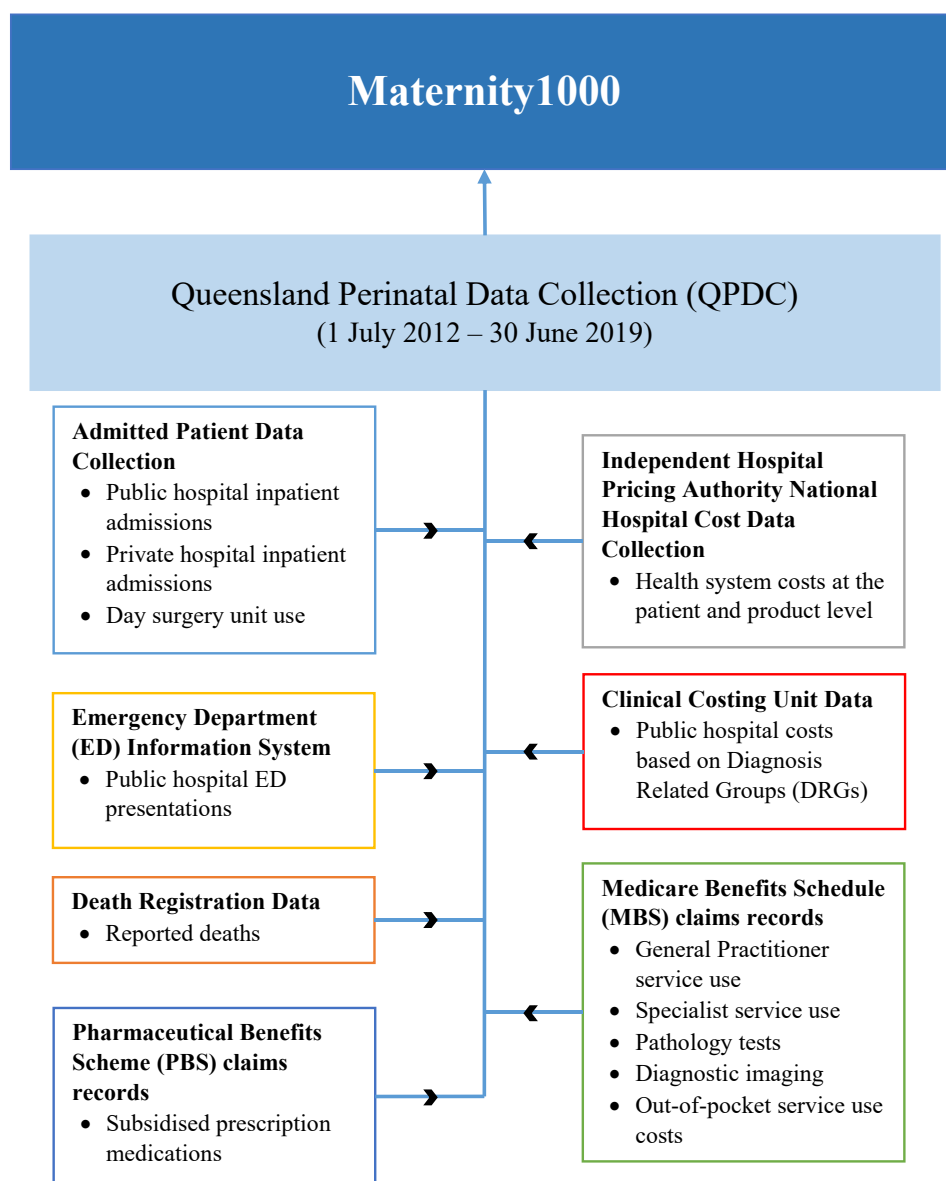 Maternity1000
Queensland Perinatal Data Collection (QPDC)
(1 July 2012 – 30 June 2019)
Admitted Patient Data
Collection
• Public hospital inpatient
admissions
• Private hospital inpatient
admissions
• Day surgery unit use
Emergency Department
(ED) Information System
• Public hospital ED
presentations
Death Registration Data
• Reported deaths
Pharmaceutical Benefits
Scheme (PBS) claims
records
• Subsidised prescription
medications
Independent Hospital
Pricing Authority National
Hospital Cost Data
Collection
• Health system costs at the
patient and product level
Clinical Costing Unit Data
• Public hospital costs
based on Diagnosis
Related Groups (DRGs)
Medicare Benefits Schedule
(MBS) claims records
• General Practitioner
service use
• Specialist service use
• Pathology tests
• Diagnostic imaging
• Out-of-pocket service use
costs